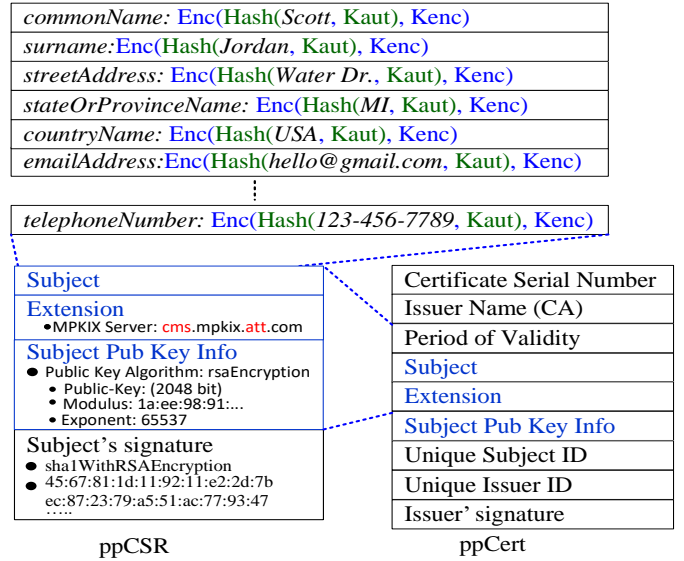 commonName: Enc(Hash(Scott, Kaut), Kenc)
surname:Enc(Hash(Jordan, Kaut), Kenc)
streetAddress: Enc(Hash(Water Dr., Kaut), Kenc)
stateOrProvinceName: Enc(Hash(MI, Kaut), Kenc)
countryName: Enc(Hash(USA, Kaut), Kenc)
emailAddress:Enc(Hash(hello@gmail.com, Kaut), Kenc)
telephoneNumber: Enc(Hash(123-456-7789, Kaut), Kenc)
Subject
Extension
•MPKIX Server: cms.mpkix.att.com
Subject Pub Key Info
• Public Key Algorithm: rsaEncryption
• Public-Key: (2048 bit)
• Modulus: 1a:ee:98:91:...
• Exponent: 65537
Subject's signature
• sha1WithRSAEncryption
• 45:67:81:1d:11:92:11:e2:2d:7b
ec:87:23:79:a5:51:ac:77:93:47
.....
ppCSR
Certificate Serial Number
Issuer Name (CA)
Period of Validity
Subject
Extension
Subject Pub Key Info
Unique Subject ID
Unique Issuer ID
Issuer' signature
ppCert